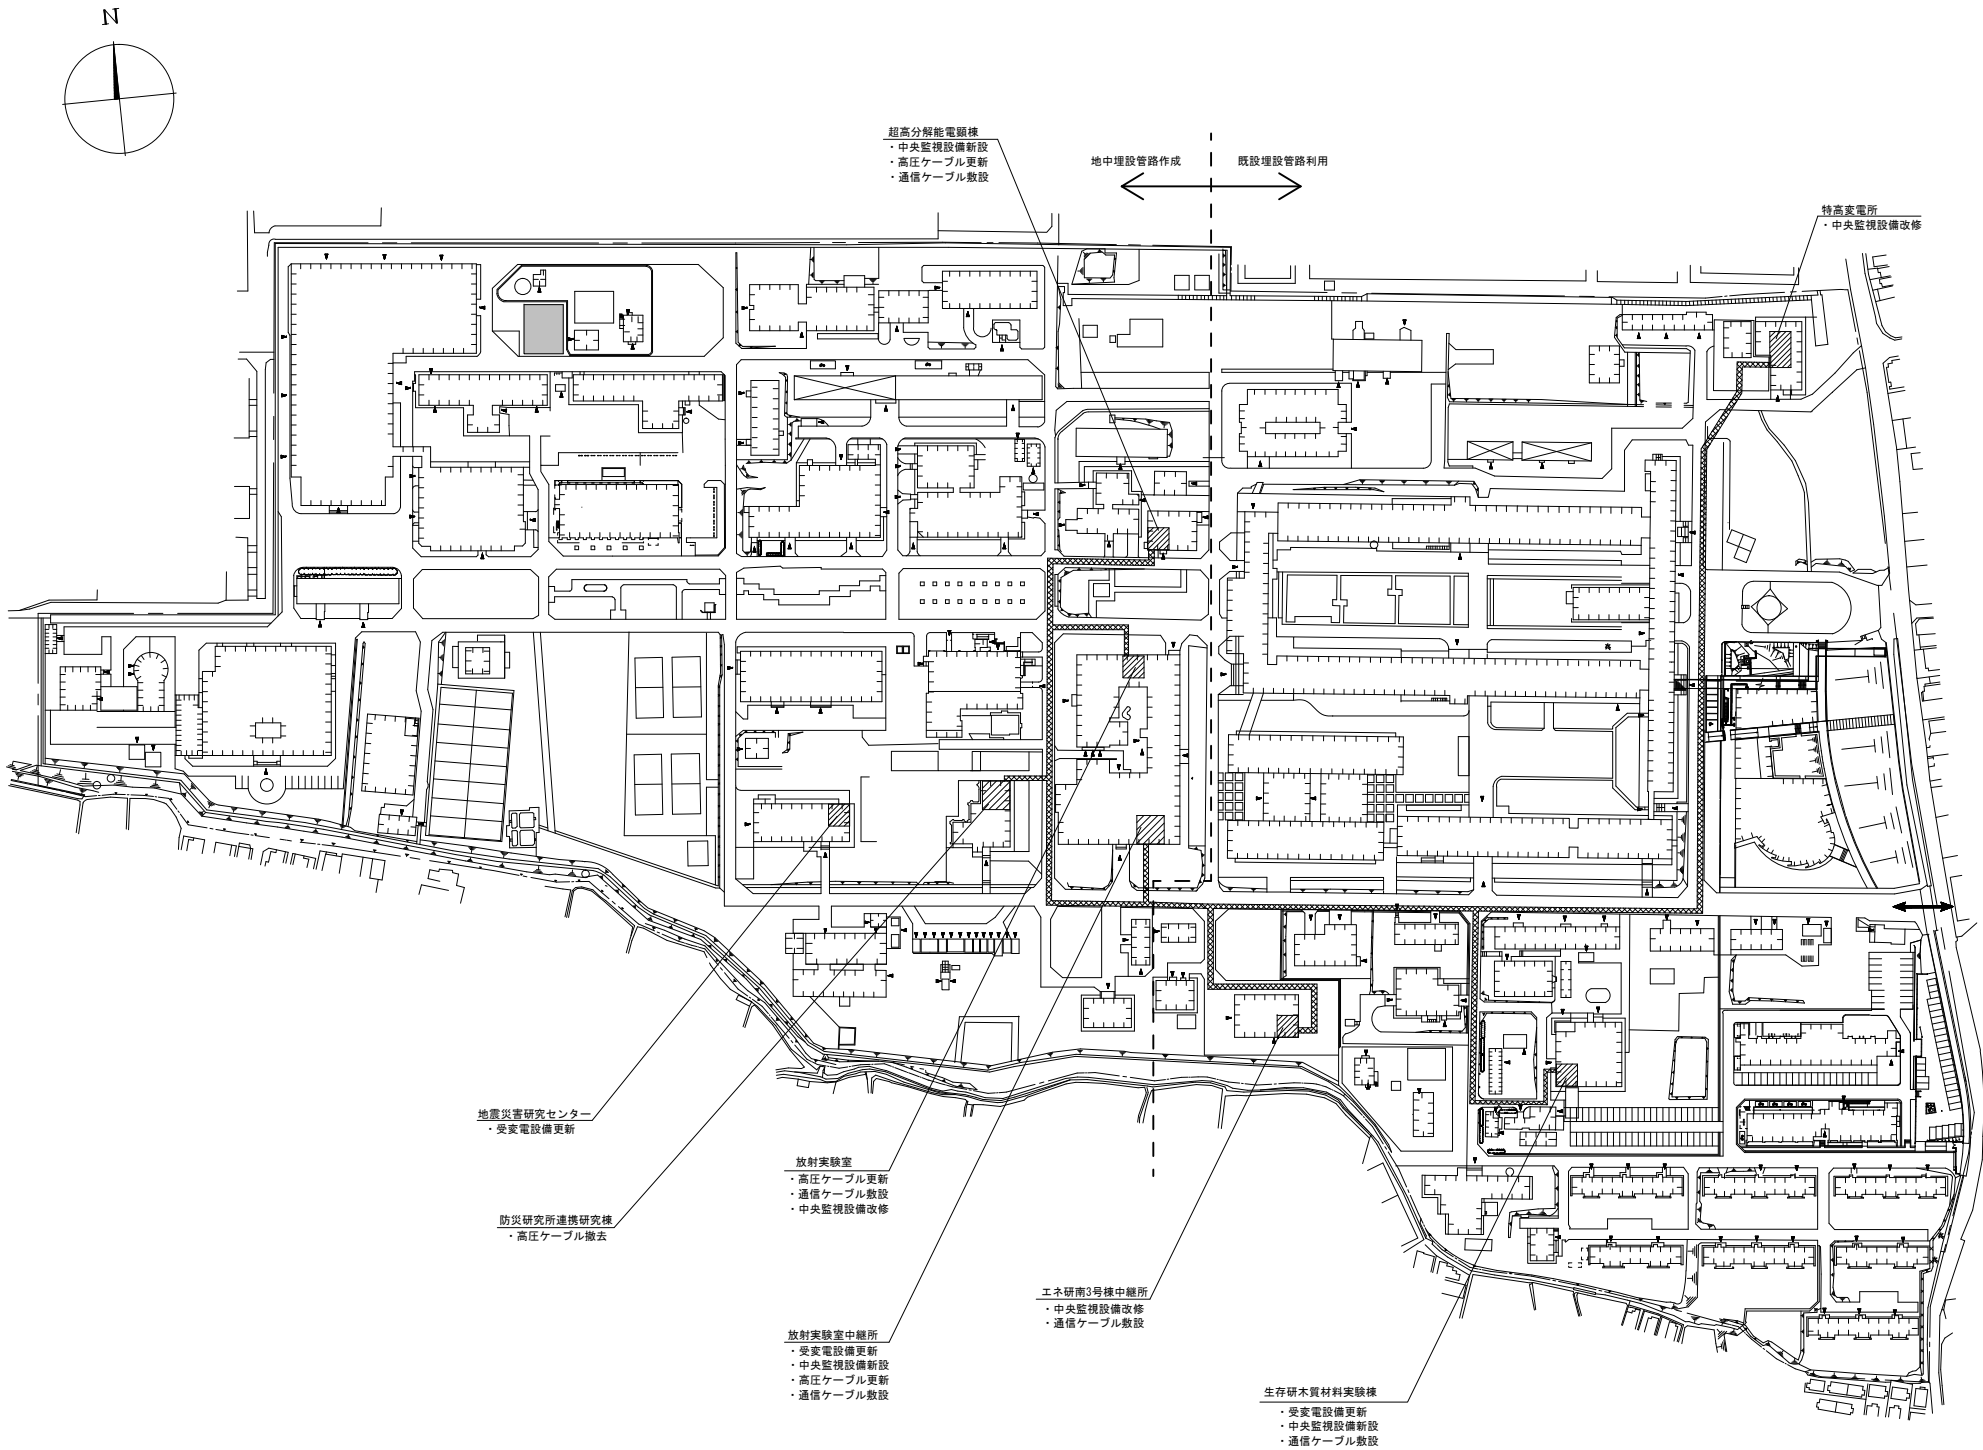 N
超高分解能電顕棟
・中央監視設備新設
・高圧ケーブル更新
・通信ケーブル敷設
地中埋設管路作成
既設埋設管路利用
特高変電所
・中央監視設備改修
地震災害研究センター
・受変電設備更新
放射実験室
・高圧ケーブル更新
・通信ケーブル敷設
・中央監視設備改修
防災研究所連携研究棟
・高圧ケーブル撤去
エネ研南3号棟中継所
・中央監視設備改修
・通信ケーブル敷設
放射実験室中継所
・受変電設備更新
・中央監視設備新設
・高圧ケーブル更新
・通信ケーブル敷設
生存研木質材料実験棟
・受変電設備更新
・中央監視設備新設
・通信ケーブル敷設